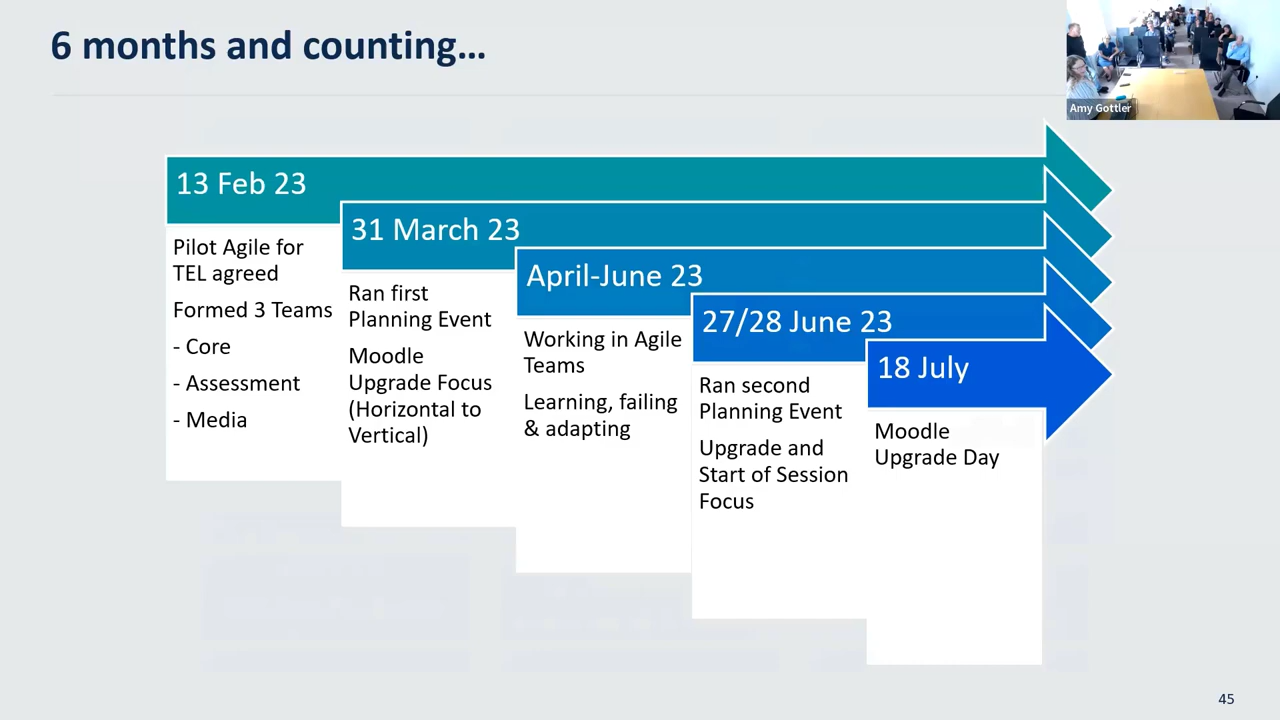 6 months and counting…
Amy Gottler
13 Feb 23
Pilot Agile for
TEL agreed
Formed 3 Teams
- Core
- Assessment
- Media
31 March 23
Ran first
Planning Event
Moodle
Upgrade Focus
(Horizontal to
Vertical)
April-June 23
Working in Agile
Teams
Learning, failing
& adapting
27/28 June 23
Ran second
Planning Event
Upgrade and
Start of Session
Focus
18 July
Moodle
Upgrade Day
45